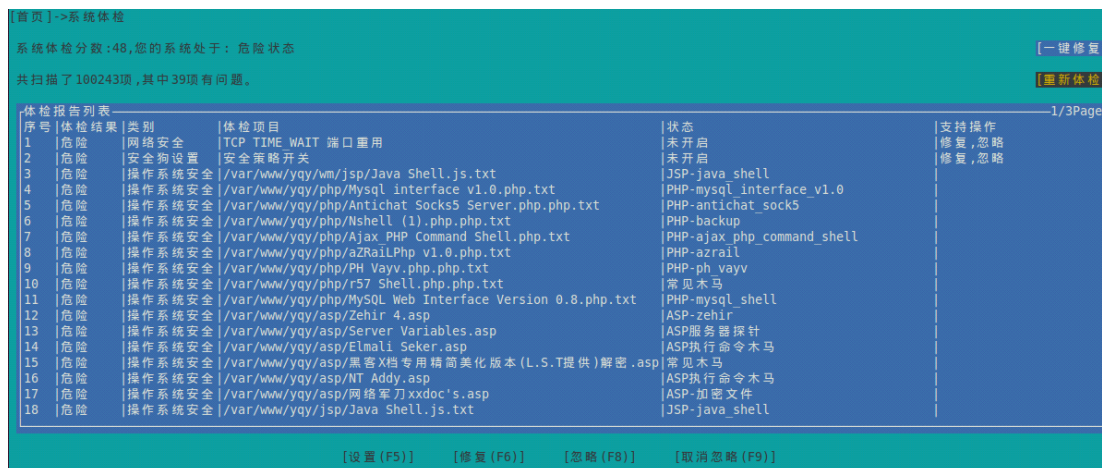 [首页]->系统体检
系统体检分数:48,您的系统处于: 危险状态
[一键修复
共扫描了100243项,其中39项有问题。
[重新体检
体检报告列表 1/3Page
序号|体检结果|类别 |体检项目 |状态 |支持操作
1 |危险 |网络安全 |TCP TIME_WAIT 端口重用 |未开启 |修复,忽略
2 |危险 |安全狗设置 |安全策略开关 |未开启 |修复,忽略
3 |危险 |操作系统安全|/var/www/yqy/wm/jsp/Java Shell.js.txt |JSP-java_shell |
4 |危险 |操作系统安全|/var/www/yqy/php/Mysql interface v1.0.php.txt |PHP-mysql_interface_v1.0 |
5 |危险 |操作系统安全|/var/www/yqy/php/Antichat Socks5 Server.php.php.txt |PHP-antichat_sock5 |
6 |危险 |操作系统安全|/var/www/yqy/php/Nshell (1).php.php.txt |PHP-backup |
7 |危险 |操作系统安全|/var/www/yqy/php/Ajax_PHP Command Shell.php.txt |PHP-ajax_php_command_shell |
8 |危险 |操作系统安全|/var/www/yqy/php/aZRaiLPhp v1.0.php.txt |PHP-azrail |
9 |危险 |操作系统安全|/var/www/yqy/php/PH Vayv.php.php.txt |PHP-ph_vayv |
10 |危险 |操作系统安全|/var/www/yqy/php/r57 Shell.php.php.txt |常见木马 |
11 |危险 |操作系统安全|/var/www/yqy/php/MySQL Web Interface Version 0.8.php.txt |PHP-mysql_shell |
12 |危险 |操作系统安全|/var/www/yqy/asp/Zehir 4.asp |ASP-zehir |
13 |危险 |操作系统安全|/var/www/yqy/asp/Server Variables.asp |ASP服务器探针 |
14 |危险 |操作系统安全|/var/www/yqy/asp/Elmali Seker.asp |ASP执行命令木马 |
15 |危险 |操作系统安全|/var/www/yqy/asp/黑客X档专用精简美化版本(L.S.T提供)解密.asp|常见木马 |
16 |危险 |操作系统安全|/var/www/yqy/asp/NT Addy.asp |ASP执行命令木马 |
17 |危险 |操作系统安全|/var/www/yqy/asp/网络军刀xxdoc's.asp |ASP-加密文件 |
18 |危险 |操作系统安全|/var/www/yqy/jsp/Java Shell.js.txt |JSP-java_shell |
[设置(F5)] [修复(F6)] [忽略(F8)] [取消忽略(F9)]